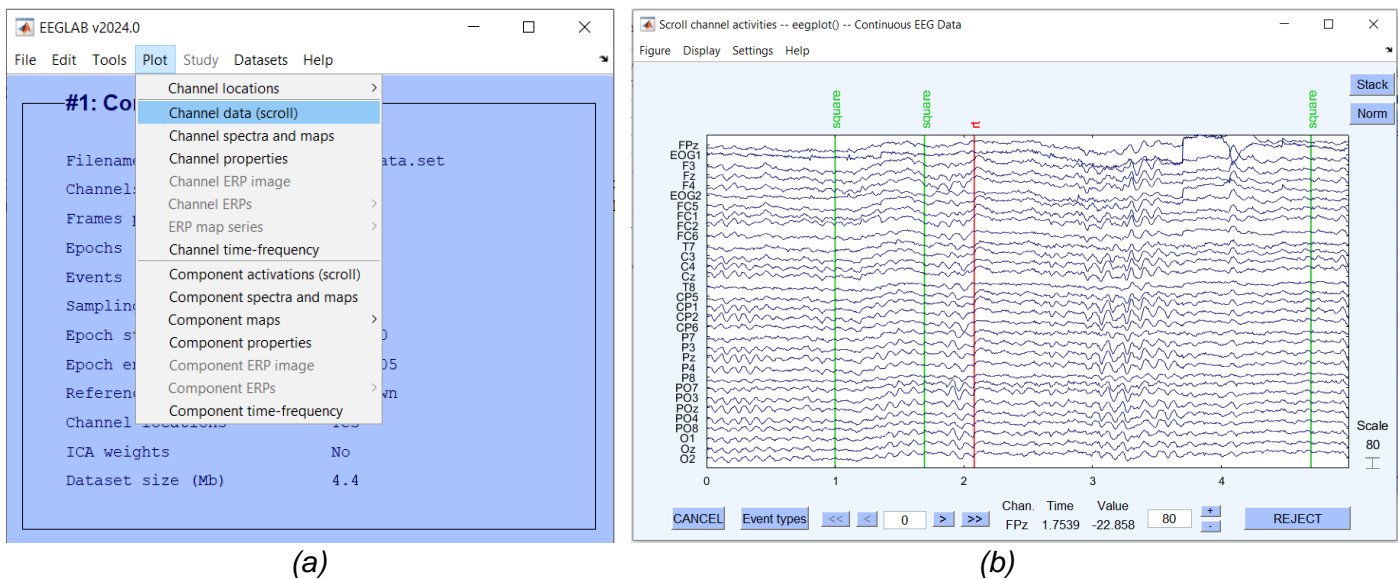 EEGLAB v2024.0
File Edit Tools Plot Study Datasets Help
#1: Co
Filename
ata.set
Channels
Frames p
Epochs
Events
Sampling
Epoch st
0
Epoch en
05
Referenc
wn
Channel locations Yes
ICA weights No
Dataset size (Mb) 4.4
Channel locations >
Channel data (scroll)
Channel spectra and maps
Channel properties
Channel ERP image
Channel ERPs >
ERP map series >
Channel time-frequency
Component activations (scroll)
Component spectra and maps
Component maps >
Component properties
Component ERP image
Component ERPs >
Component time-frequency
(a)
Scroll channel activities -- eegplot() -- Continuous EEG Data
Figure Display Settings Help
Stack
Norm
square
square
rt
square
FPz
EOG1
F3
Fz
F4
EOG2
FC5
FC1
FC2
FC6
T7
C3
C4
Cz
T8
CP5
CP1
CP2
CP6
P7
P3
Pz
P4
P8
PO7
PO3
POz
PO4
PO8
O1
Oz
O2
0 1 2 3 4
Scale
80
Chan. Time Value
CANCEL Event types << < 0 > >> FPz 1.7539 -22.858 80 + - REJECT
(b)